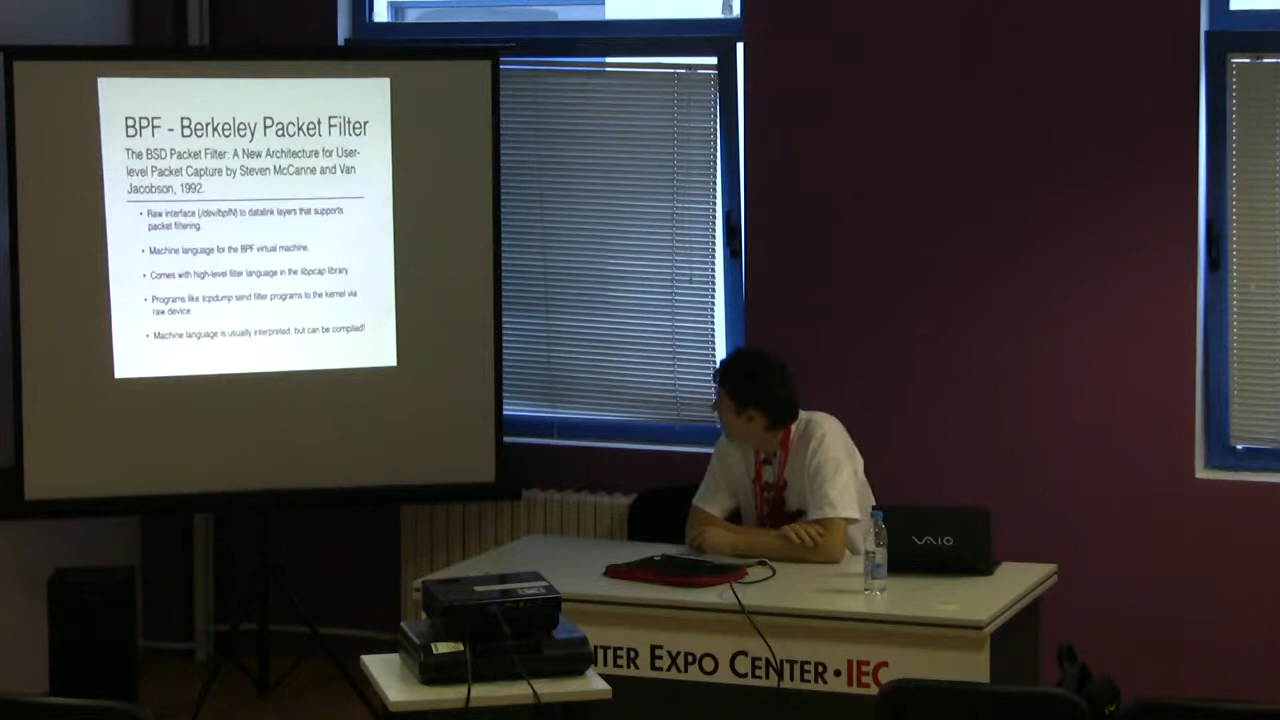 BPF - Berkeley Packet Filter
The BSD Packet Filter: A New Architecture for User-
level Packet Capture by Steven McCanne and Van
Jacobson, 1992.
• Raw interface (/dev/bpfN) to datalink layers that supports
packet filtering.
• Machine language for the BPF virtual machine.
• Comes with high-level filter language in the libpcap library.
• Programs like tcpdump send filter programs to the kernel via
raw device.
• Machine language is usually interpreted, but can be compiled!
VAIO
NTER EXPO CENTER · IEC